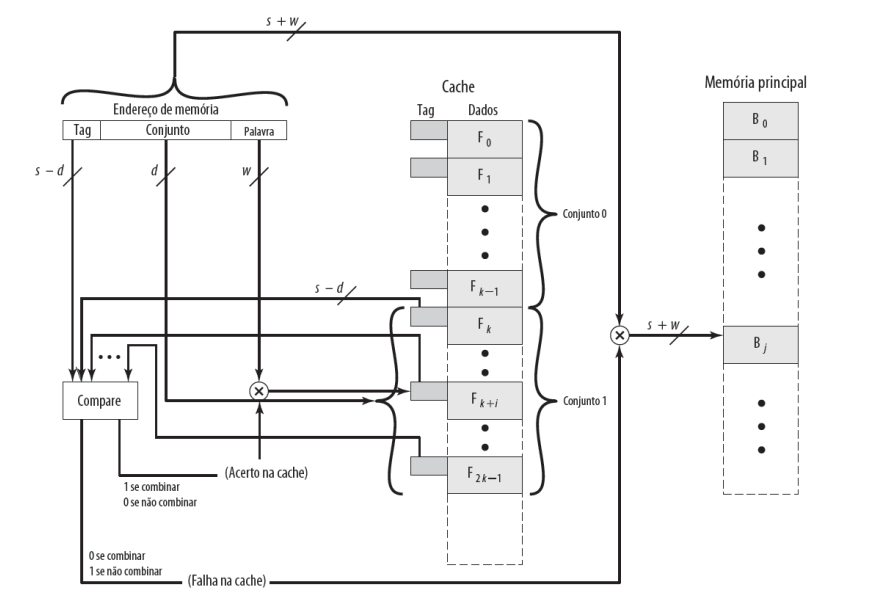 s + w
Cache
Memória principal
Endereço de memória
Tag Dados
Tag Conjunto Palavra
B 0
F 0
B 1
s – d d w
F 1
Conjunto 0
s – d
F k–1
F k
s + w
B j
Compare
F k+i
Conjunto 1
(Acerto na cache)
F 2k–1
1 se combinar
0 se não combinar
0 se combinar
1 se não combinar
(Falha na cache)